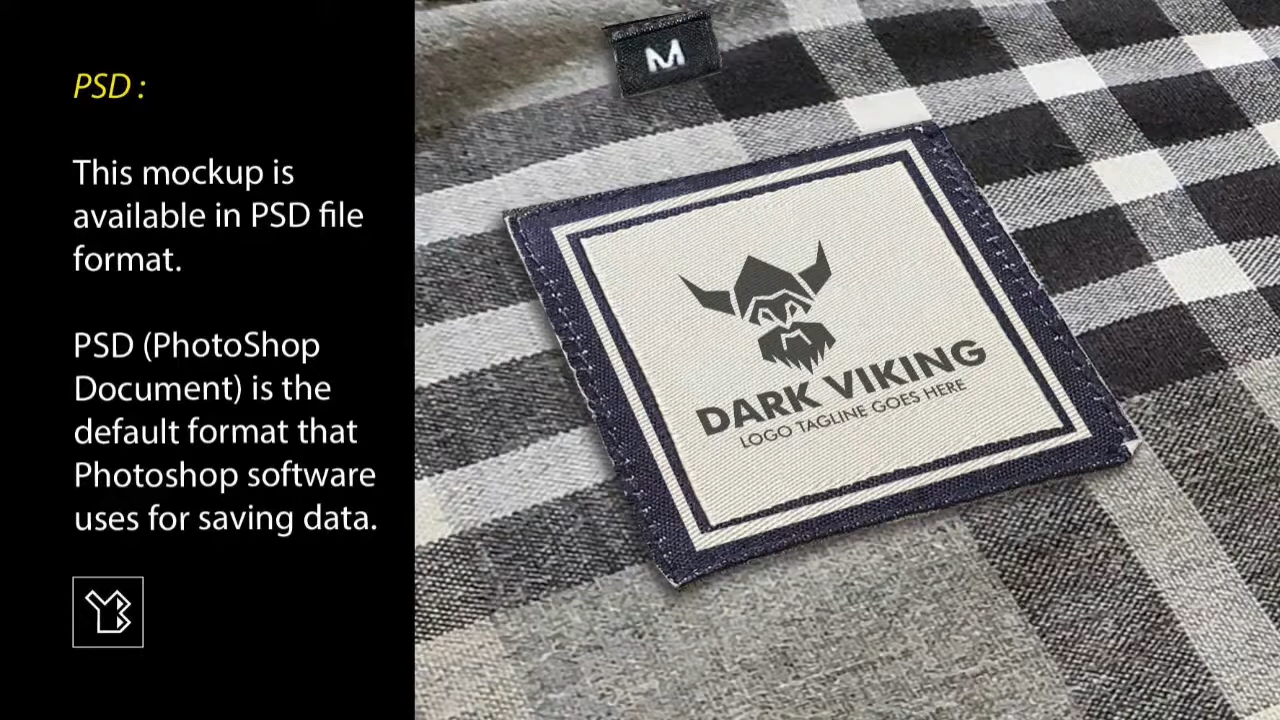 PSD :
This mockup is
available in PSD file
format.
PSD (PhotoShop
Document) is the
default format that
Photoshop software
uses for saving data.
M
DARK VIKING
LOGO TAGLINE GOES HERE